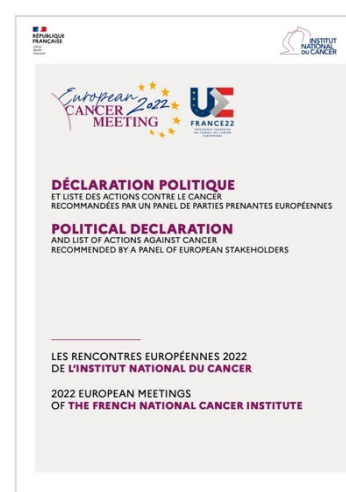 RÉPUBLIQUE
FRANÇAISE
INSTITUT
NATIONAL
DU CANCER
European 2022
CANCER
MEETING
UE
FRANCE22
DÉCLARATION POLITIQUE
ET LISTE DES ACTIONS CONTRE LE CANCER
RECOMMANDÉES PAR UN PANEL DE PARTIES PRENANTES EUROPÉENNES
POLITICAL DECLARATION
AND LIST OF ACTIONS AGAINST CANCER
RECOMMENDED BY A PANEL OF EUROPEAN STAKEHOLDERS
LES RENCONTRES EUROPÉENNES 2022
DE L'INSTITUT NATIONAL DU CANCER
2022 EUROPEAN MEETINGS
OF THE FRENCH NATIONAL CANCER INSTITUTE